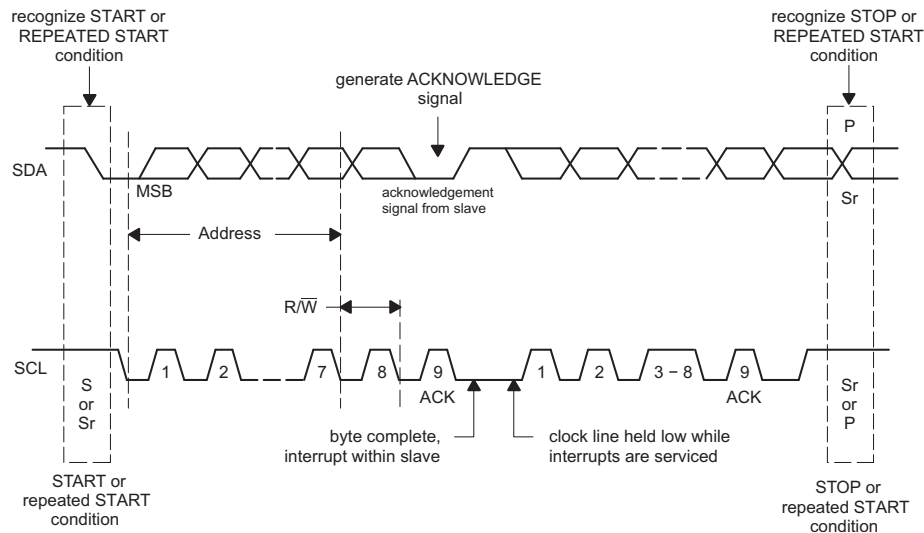 recognize START or
REPEATED START
condition
recognize STOP or
REPEATED START
condition
generate ACKNOWLEDGE
signal
P
SDA
MSB
acknowledgement
signal from slave
Sr
Address
R/W̅
SCL
1
2
7
8
9
1
2
3 – 8
9
ACK
ACK
S
or
Sr
Sr
or
P
byte complete,
interrupt within slave
clock line held low while
interrupts are serviced
START or
repeated START
condition
STOP or
repeated START
condition